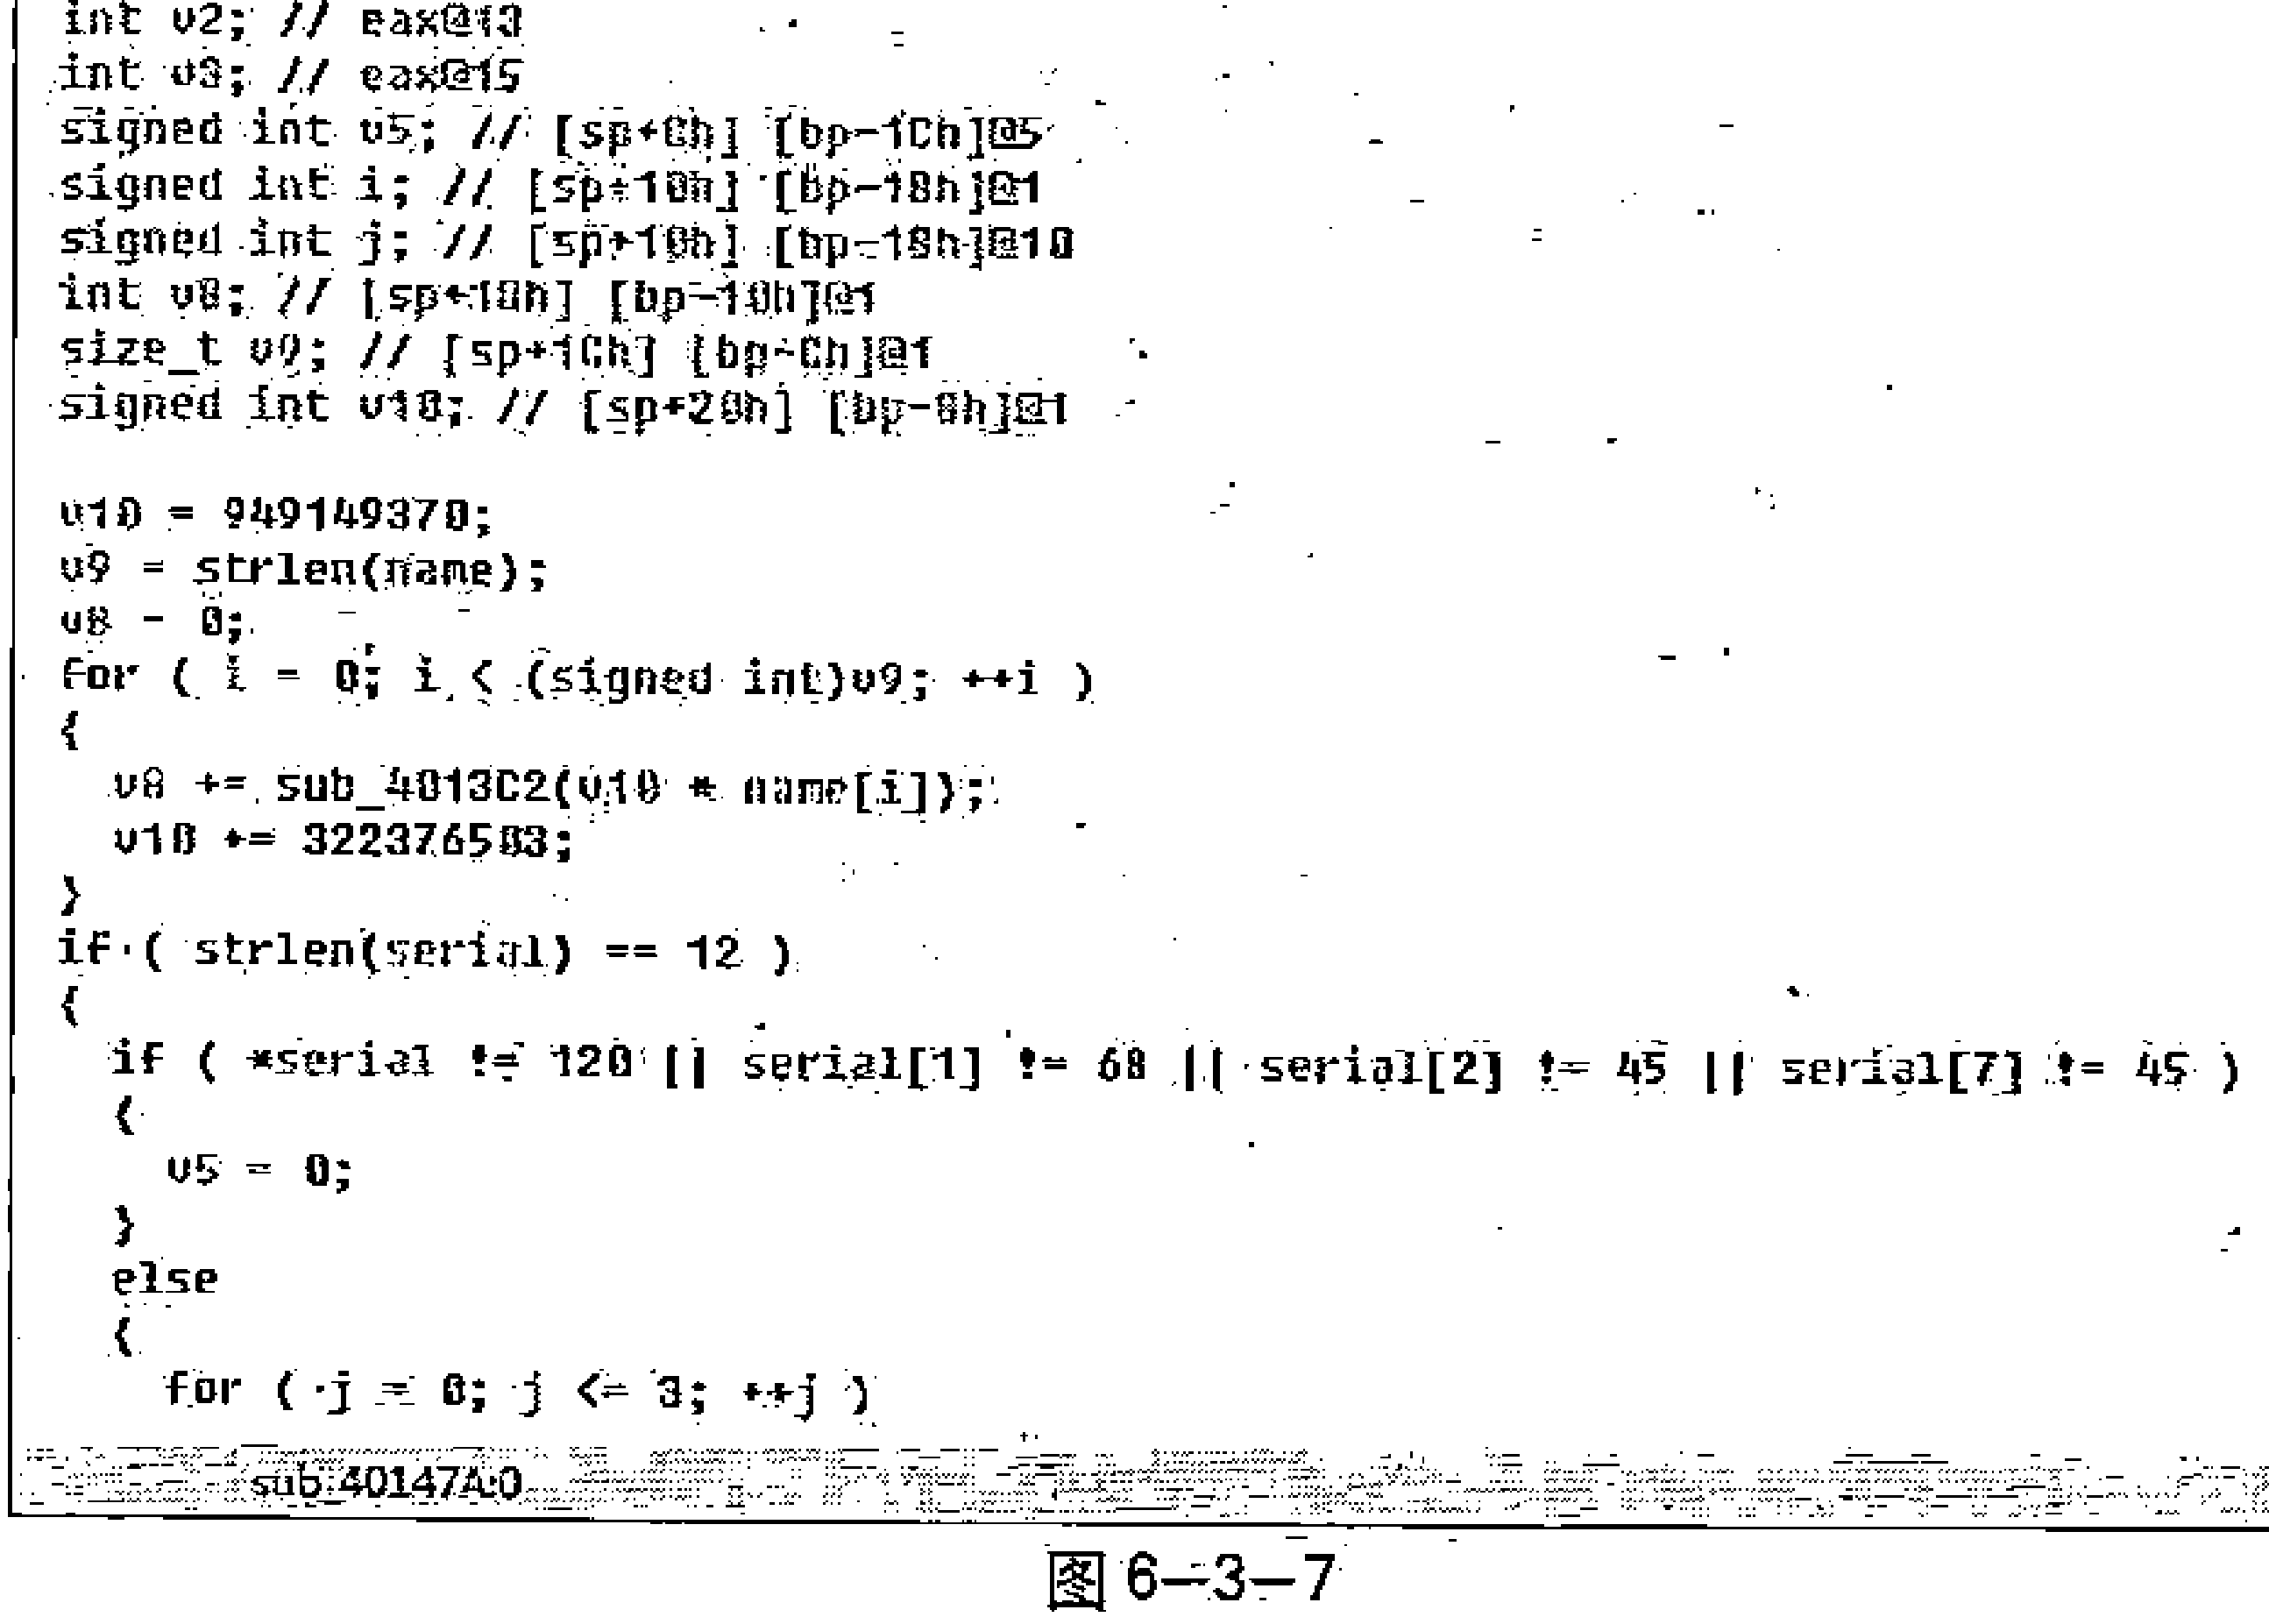 int v2; // eax@13
int v3; // eax@15
signed int v5; // [sp+Ch] [bp-1Ch]@5
signed int i; // [sp+10h] [bp-18h]@1
signed int j; // [sp+10h] [bp-18h]@10
int v8; // [sp+18h] [bp-10h]@1
size_t v9; // [sp+1Ch] [bp-Ch]@1
signed int v10; // [sp+20h] [bp-8h]@1
v10 = 949149370;
v9 = strlen(name);
v8 = 0;
for ( i = 0; i < (signed int)v9; ++i )
{
v8 += sub_4013C2(v10 * name[i]);
v10 += 322376503;
}
if ( strlen(serial) == 12 )
{
if ( *serial != 120 || serial[1] != 68 || serial[2] != 45 || serial[7] != 45 )
{
v5 = 0;
}
else
{
for ( j = 0; j <= 3; ++j )
sub_40147A:0
图 6-3-7